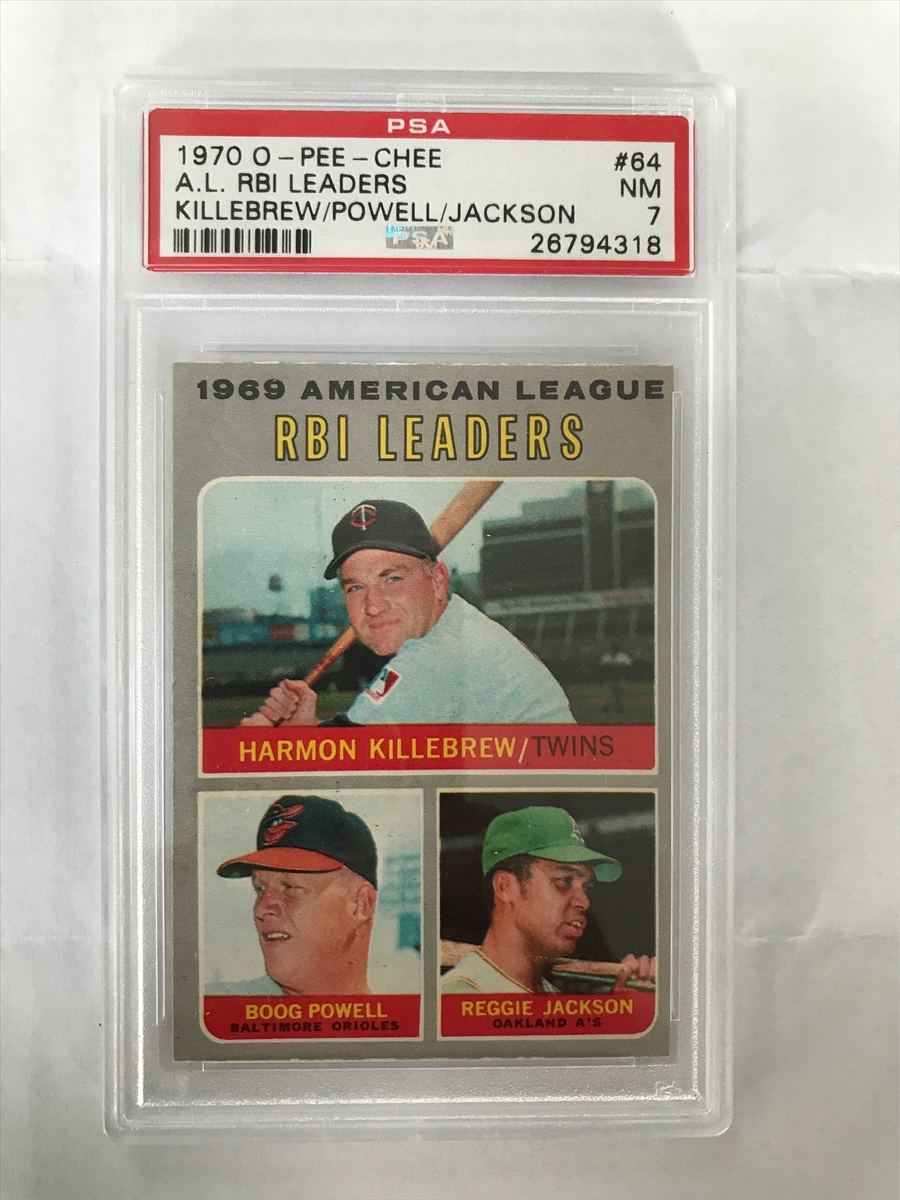 PSA
1970 O-PEE-CHEE #64
A.L. RBI LEADERS NM
KILLEBREW/POWELL/JACKSON 7
PSA 26794318
1969 AMERICAN LEAGUE
RBI LEADERS
HARMON KILLEBREW/TWINS
BOOG POWELL
BALTIMORE ORIOLES
REGGIE JACKSON
OAKLAND A'S